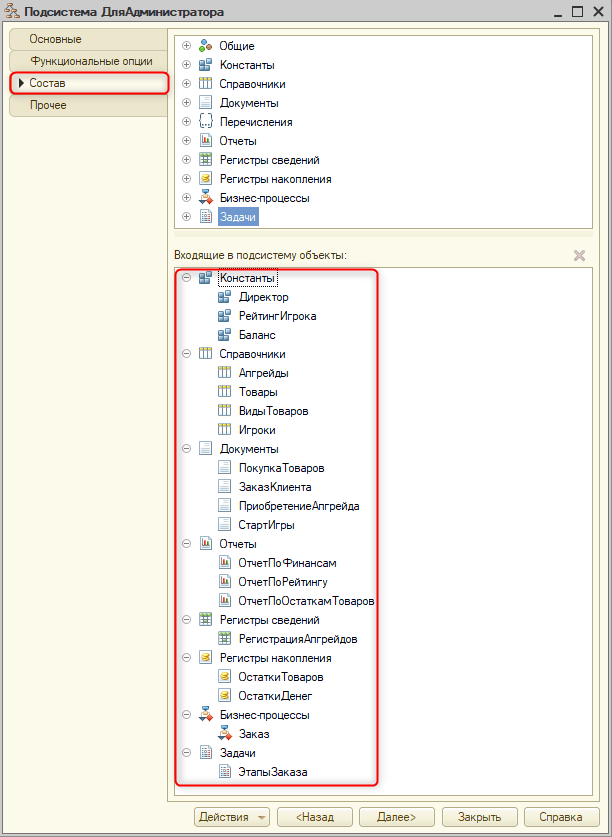 Подсистема ДляАдминистратора
Основные
Функциональные опции
Состав
Прочее
Общие
Константы
Справочники
Документы
Перечисления
Отчеты
Регистры сведений
Регистры накопления
Бизнес-процессы
Задачи
Входящие в подсистему объекты:
Константы
Директор
РейтингИгрока
Баланс
Справочники
Апгрейды
Товары
ВидыТоваров
Игроки
Документы
ПокупкаТоваров
ЗаказКлиента
ПриобретениеАпгрейда
СтартИгры
Отчеты
ОтчетПоФинансам
ОтчетПоРейтингу
ОтчетПоОстаткамТоваров
Регистры сведений
РегистрацияАпгрейдов
Регистры накопления
ОстаткиТоваров
ОстаткиДенег
Бизнес-процессы
Заказ
Задачи
ЭтапыЗаказа
Действия <Назад Далее> Закрыть Справка